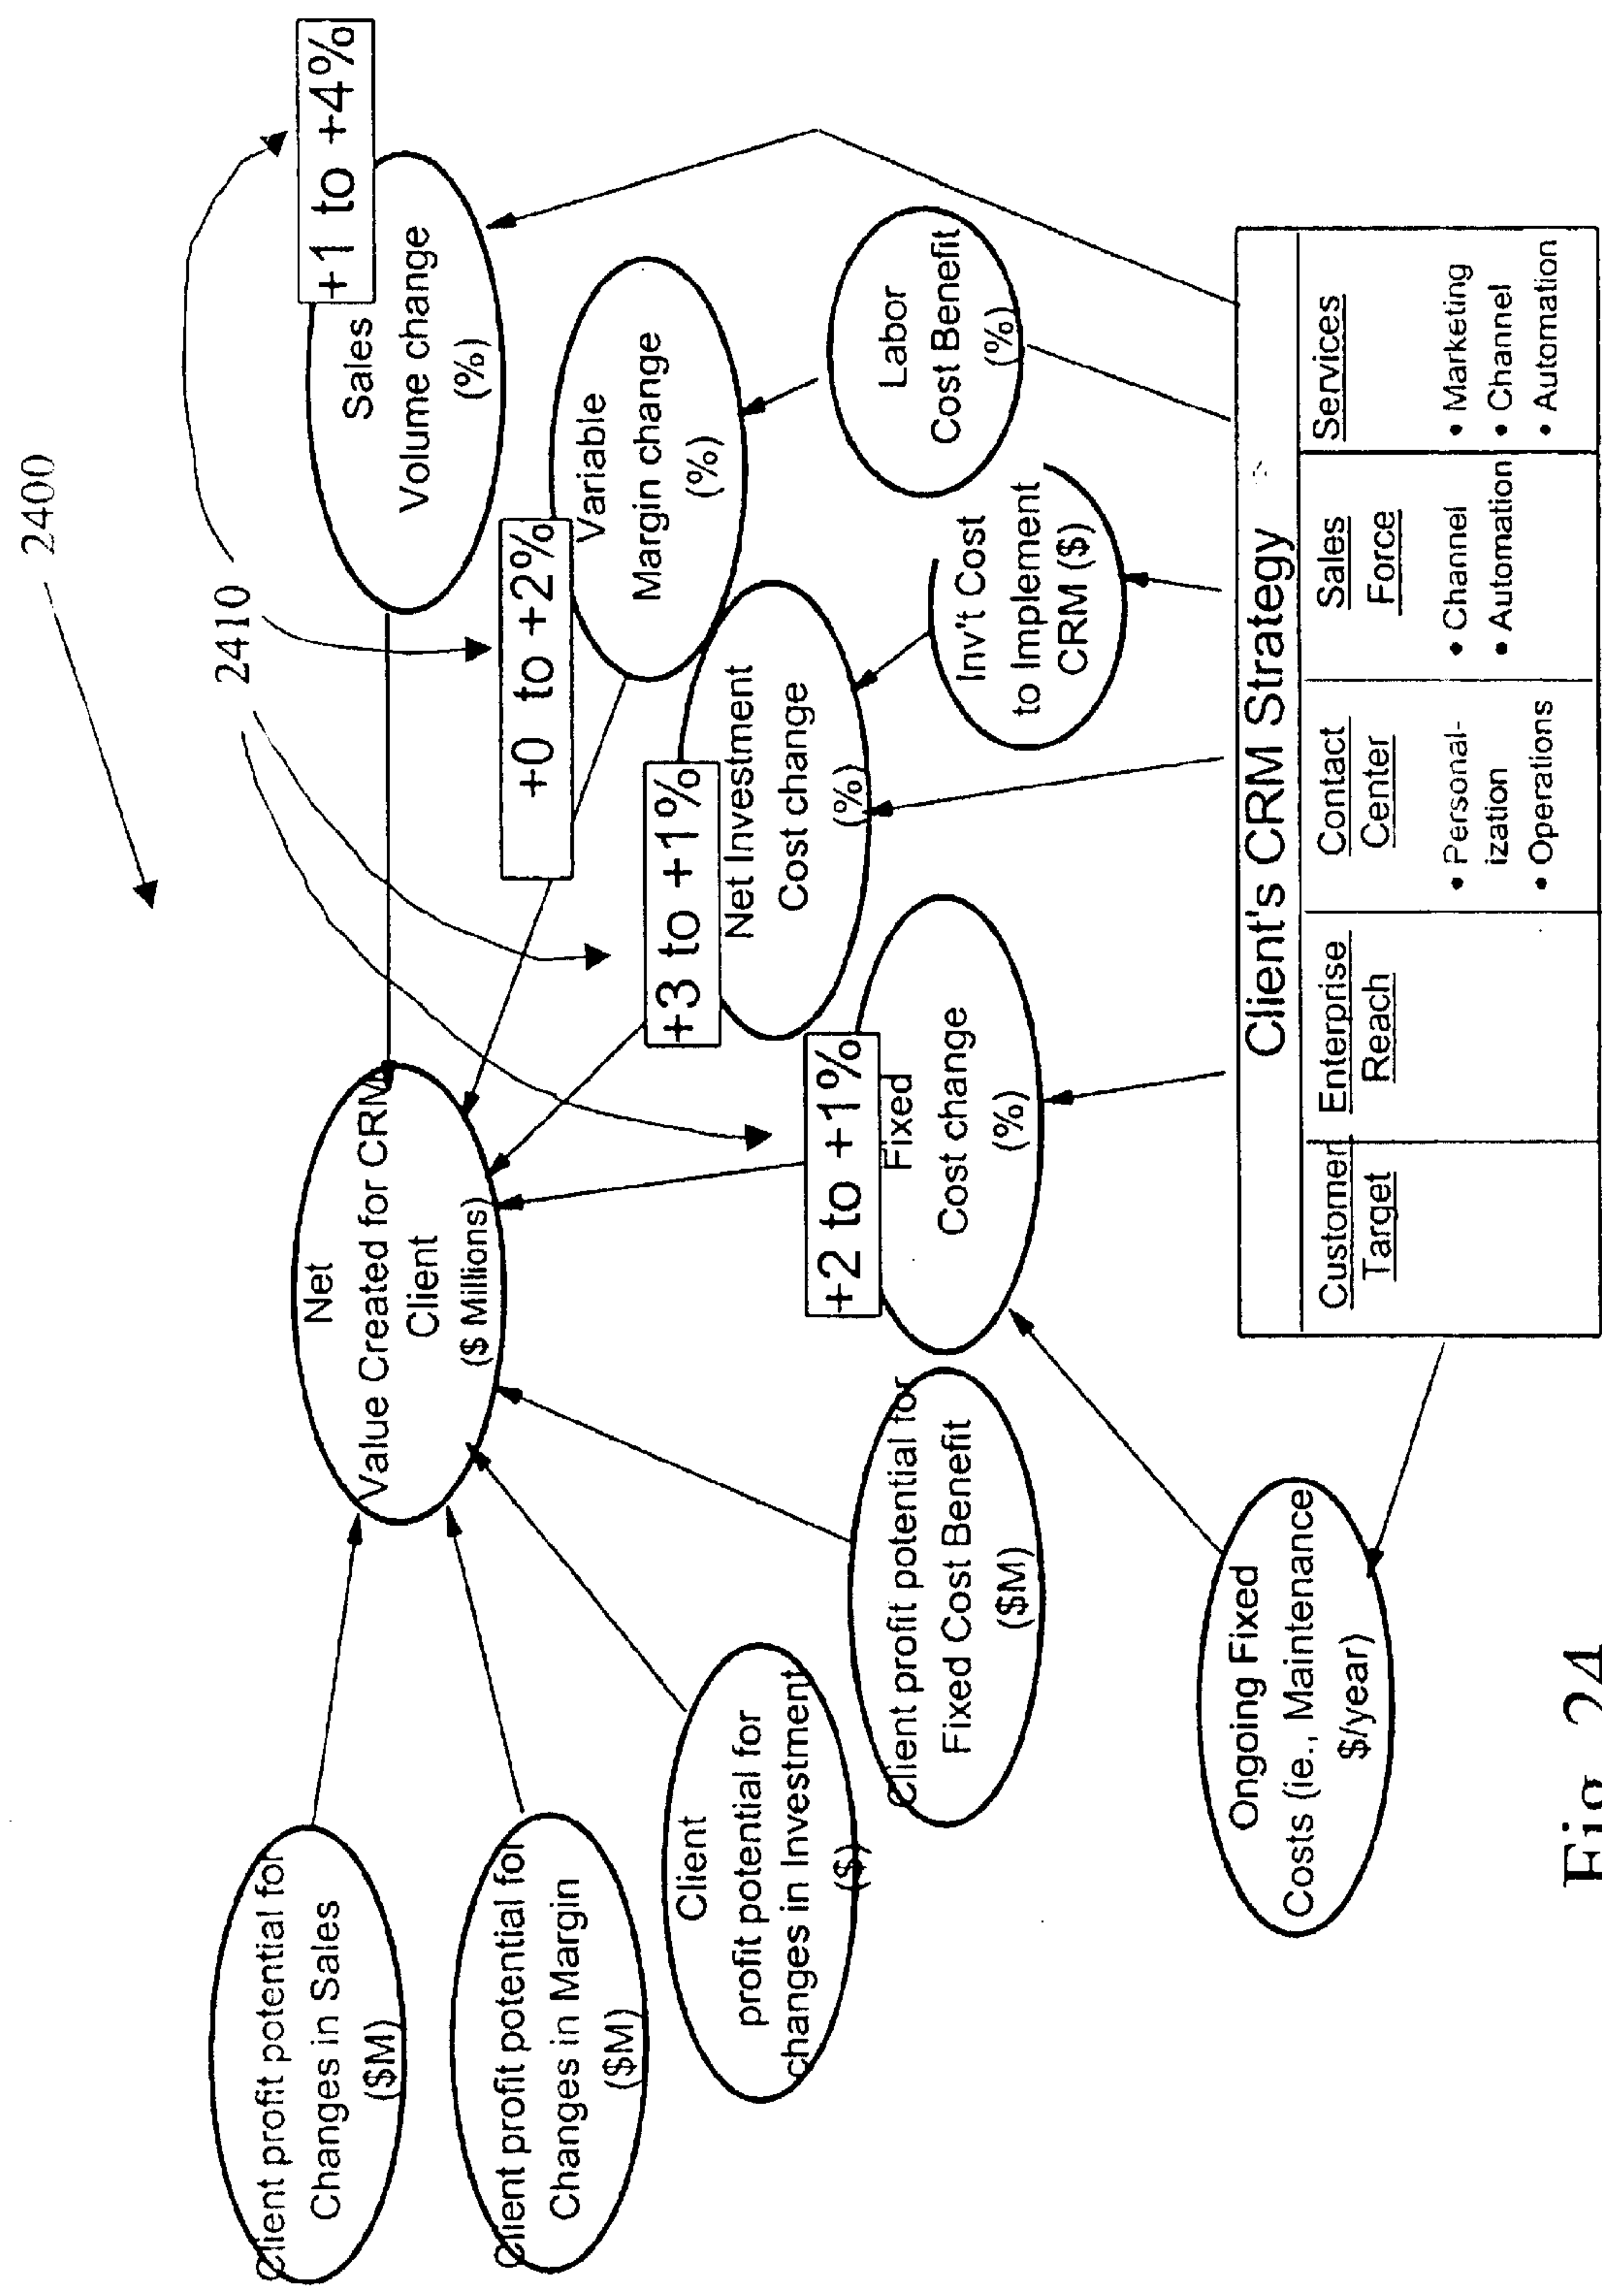 2400
2410
+1 to +4%
Sales
Volume change
(%)
+0 to +2%
Variable
Margin change
(%)
+3 to +1%
Net Investment
Cost change
(%)
+2 to +1%
Fixed
Cost change
(%)
Labor
Cost Benefit
(%)
Inv't Cost
to Implement
CRM ($)
Net
Value Created for CRM
Client
($ Millions)
Client profit potential for
Changes in Sales
($M)
Client profit potential for
Changes in Margin
($M)
Client
profit potential for
changes in Investment
($)
Client profit potential for
Fixed Cost Benefit
($M)
Ongoing Fixed
Costs (ie., Maintenance
$/year)
Client's CRM Strategy
Customer
Target
Enterprise
Reach
Contact
Center
• Personal-
ization
• Operations
Sales
Force
• Channel
• Automation
Services
• Marketing
• Channel
• Automation
Fig. 24